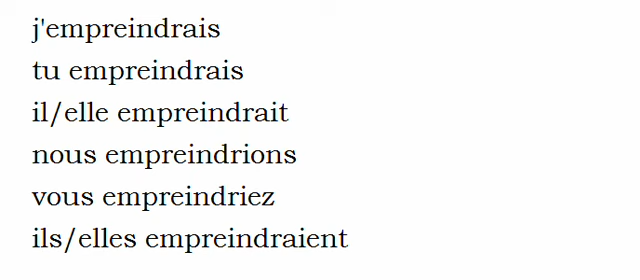 j'empreindrais
tu empreindrais
il/elle empreindrait
nous empreindrions
vous empreindriez
ils/elles empreindraient